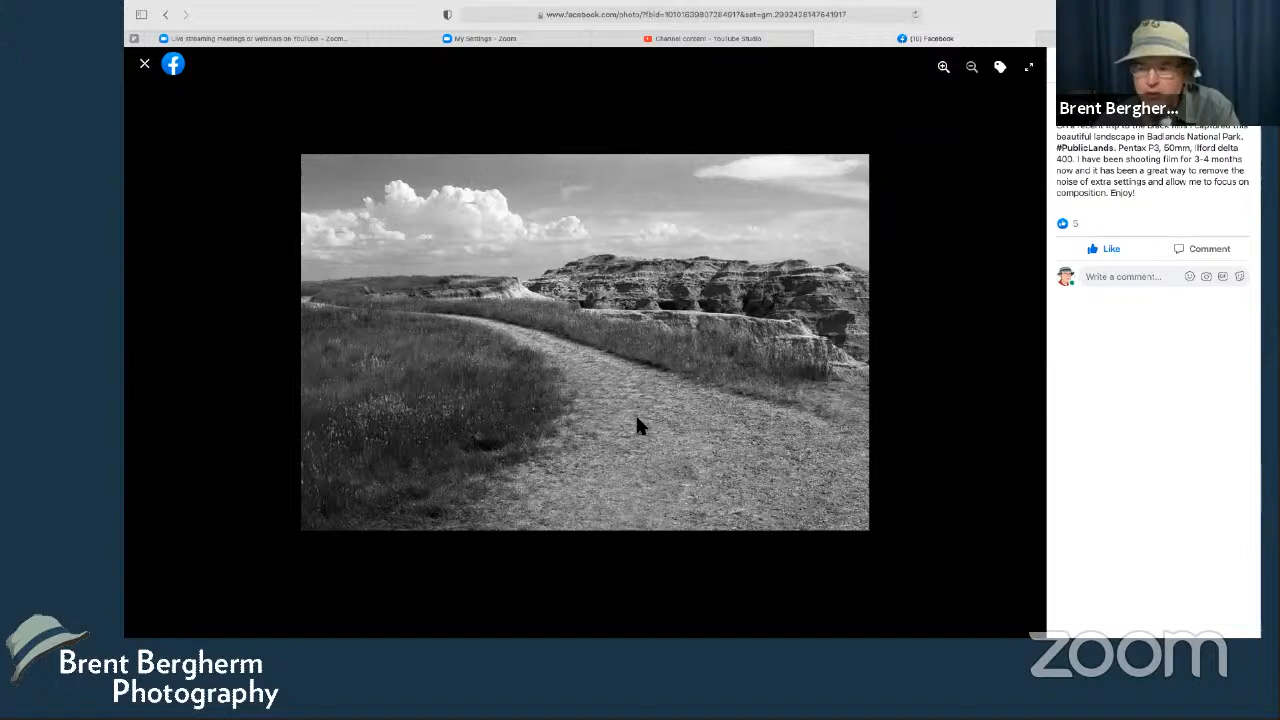 www.facebook.com/photo/?fbid=10101639807284917&set=gm.2992428147641917
Live streaming meetings or webinars on YouTube – Zoom...
My Settings - Zoom
Channel content - YouTube Studio
(10) Facebook
Brent Bergher...
beautiful landscape in Badlands National Park.
#PublicLands. Pentax P3, 50mm, Ilford delta
400. I have been shooting film for 3-4 months
now and it has been a great way to remove the
noise of extra settings and allow me to focus on
composition. Enjoy!
5
Like
Comment
Write a comment...
Brent Bergherm
Photography
zoom